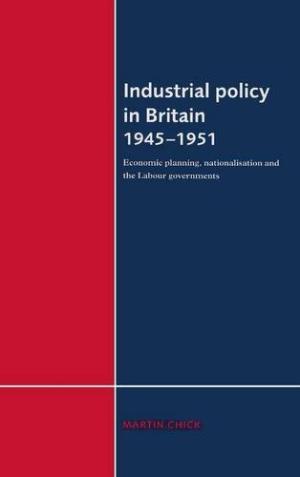 Industrial policy
in Britain
1945–1951
Economic planning, nationalisation and
the Labour governments
MARTIN CHICK